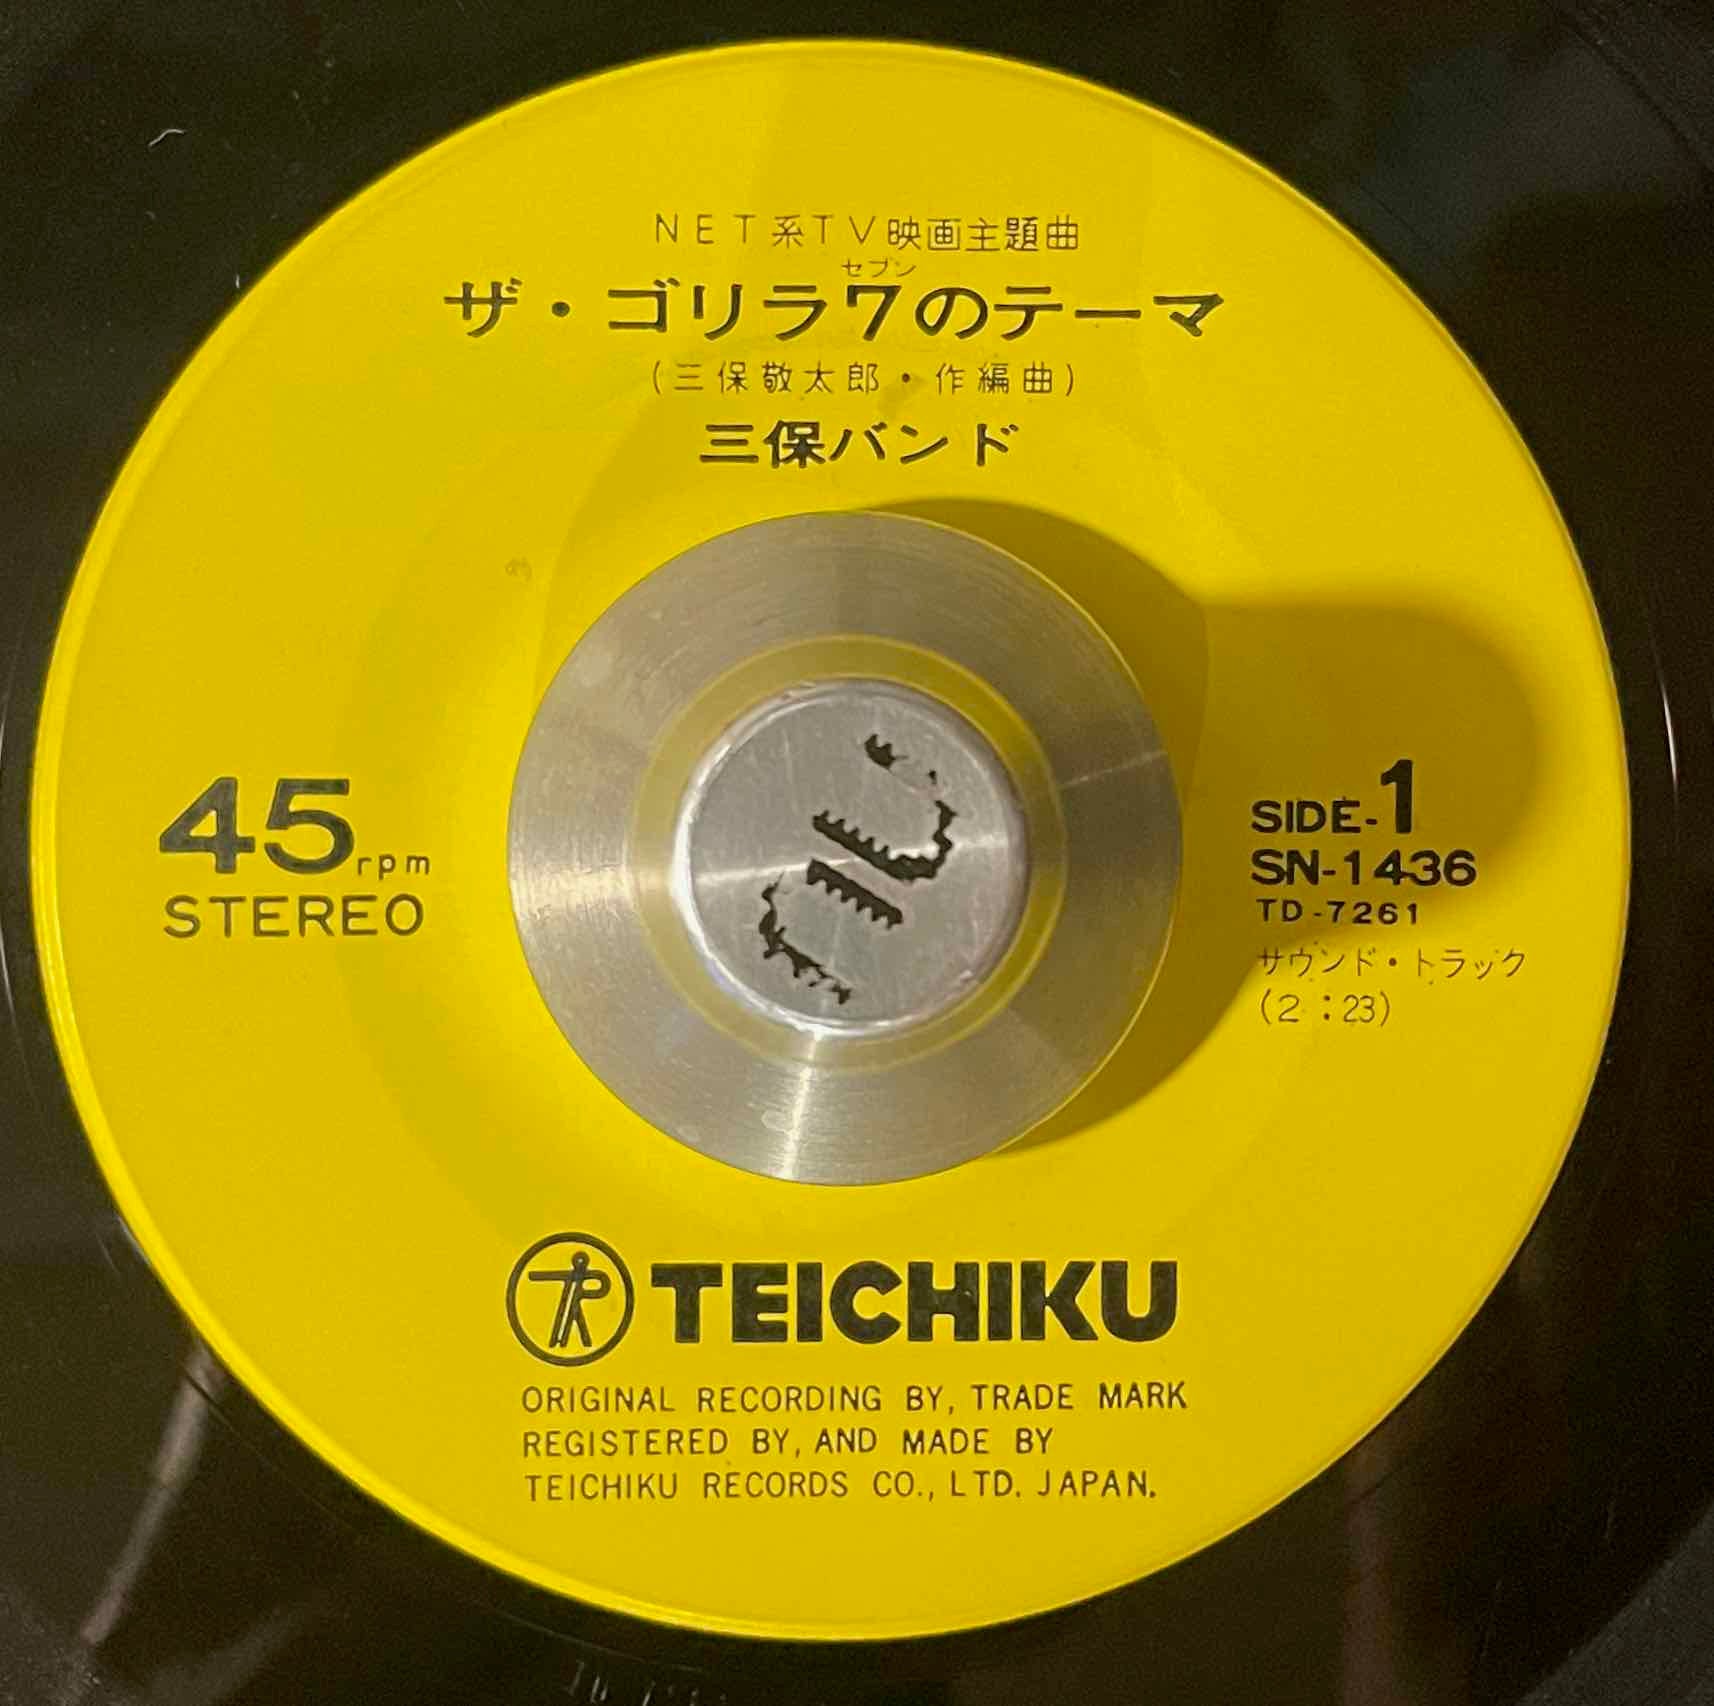 NET系TV映画主題曲
セブン
ザ・ゴリラ7のテーマ
(三保敬太郎・作編曲)
三保バンド
45rpm
STEREO
SIDE-1
SN-1436
TD-7261
サウンド・トラック
(2:23)
TEICHIKU
ORIGINAL RECORDING BY, TRADE MARK
REGISTERED BY, AND MADE BY
TEICHIKU RECORDS CO., LTD. JAPAN.